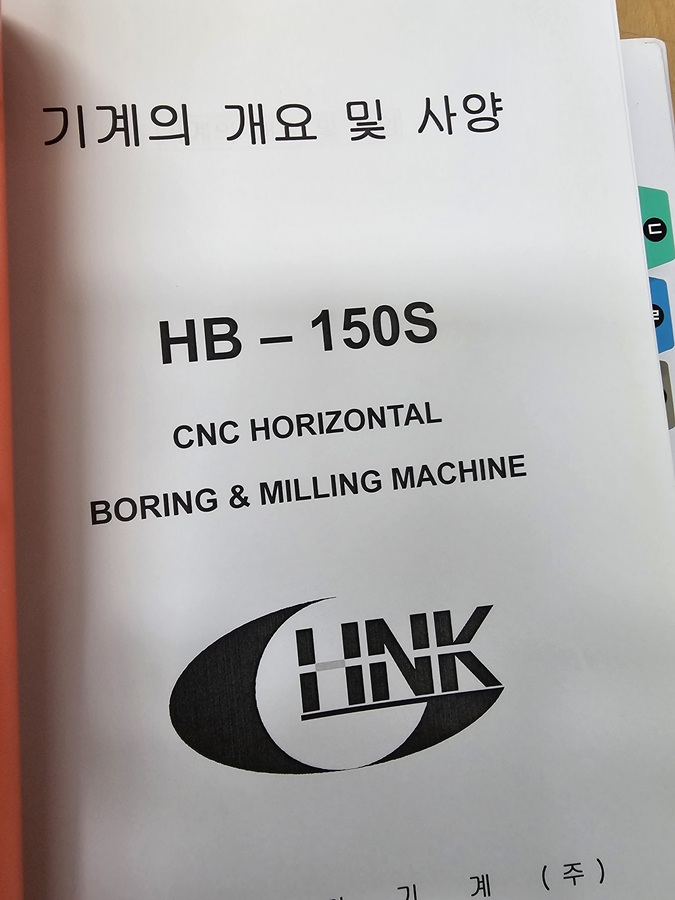 기계의 개요 및 사양
ㄷ
HB – 150S
CNC HORIZONTAL
BORING & MILLING MACHINE
HNK
기 계 (주)